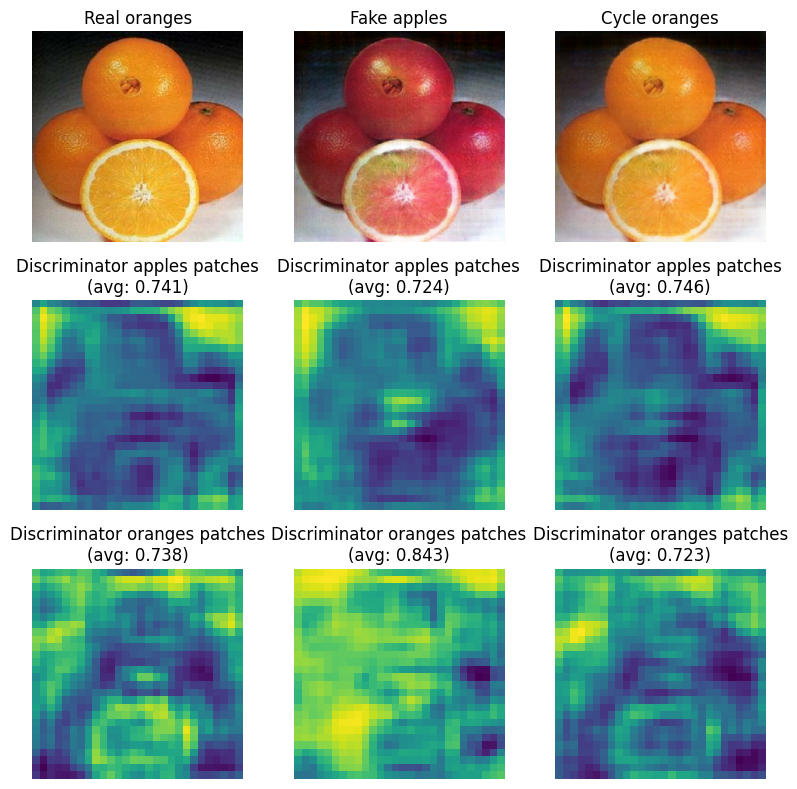 Real oranges
Fake apples
Cycle oranges
Discriminator apples patches
(avg: 0.741)
Discriminator apples patches
(avg: 0.724)
Discriminator apples patches
(avg: 0.746)
Discriminator oranges patches
(avg: 0.738)
Discriminator oranges patches
(avg: 0.843)
Discriminator oranges patches
(avg: 0.723)